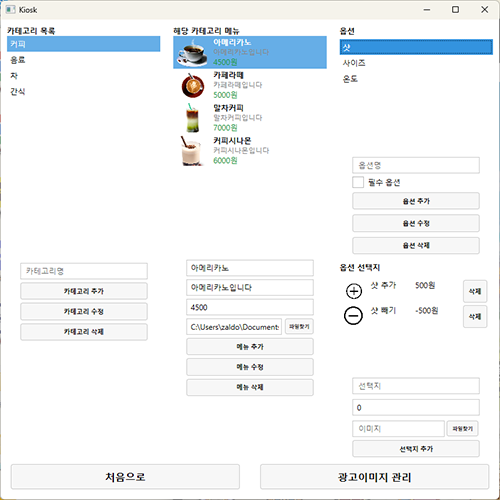 Kiosk
카테고리 목록
커피
음료
차
간식
카테고리명
카테고리 추가
카테고리 수정
카테고리 삭제
해당 카테고리 메뉴
아메리카노
아메리카노입니다
4500원
카페라떼
카페라떼입니다
5000원
말차커피
말차커피입니다
7000원
커피시나몬
커피시나몬입니다
6000원
아메리카노
아메리카노입니다
4500
C:\Users\zaldo\Document: 파일찾기
메뉴 추가
메뉴 수정
메뉴 삭제
옵션
샷
사이즈
온도
옵션명
필수 옵션
옵션 추가
옵션 수정
옵션 삭제
옵션 선택지
샷 추가 500원 삭제
샷 빼기 -500원 삭제
선택지
0
이미지 파일찾기
선택지 추가
처음으로
광고이미지 관리